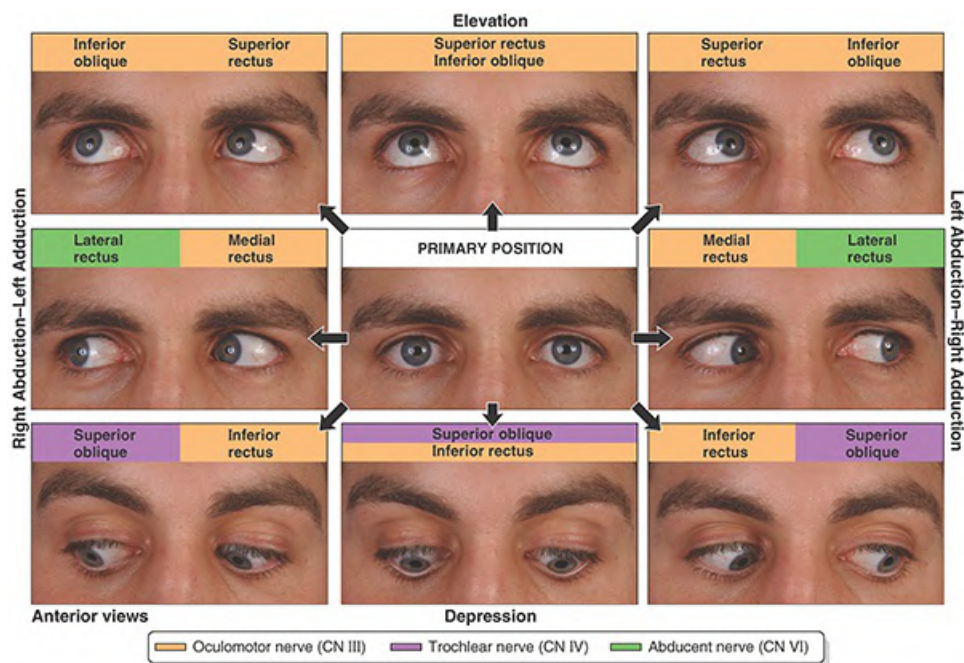 Elevation
Inferior oblique
Superior rectus
Superior rectus
Inferior oblique
Superior rectus
Inferior oblique
Right Abduction–Left Adduction
Lateral rectus
Medial rectus
PRIMARY POSITION
Medial rectus
Lateral rectus
Left Abduction–Right Adduction
Superior oblique
Inferior rectus
Superior oblique
Inferior rectus
Inferior rectus
Superior oblique
Anterior views
Depression
Oculomotor nerve (CN III)
Trochlear nerve (CN IV)
Abducent nerve (CN VI)